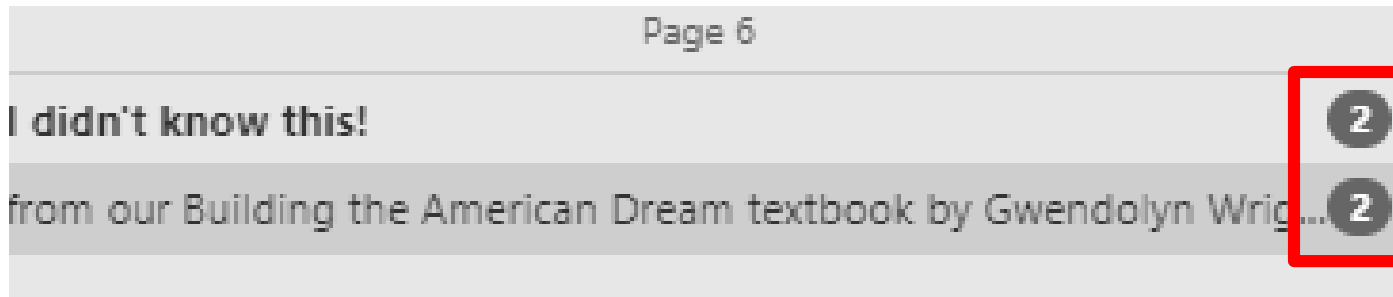 Page 6
I didn't know this! 2
from our Building the American Dream textbook by Gwendolyn Wrig... 2